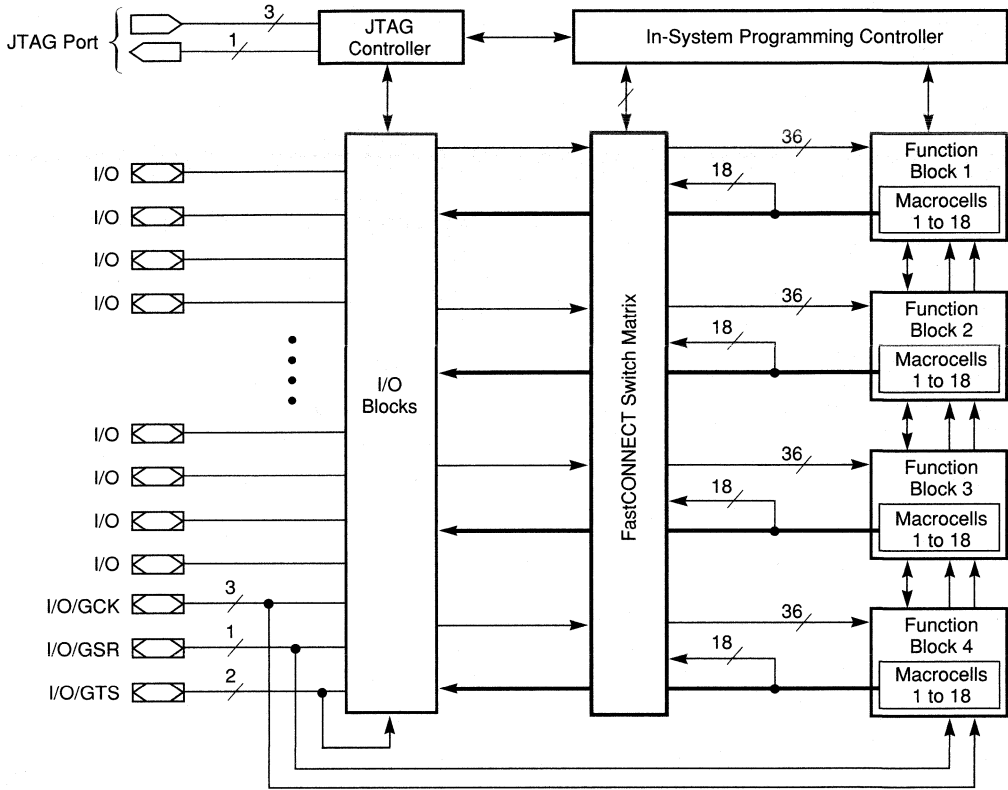 JTAG Port
3
1
JTAG
Controller
In-System Programming Controller
I/O
I/O
I/O
I/O
I/O
I/O
I/O
I/O
I/O/GCK
3
I/O/GSR
1
I/O/GTS
2
I/O
Blocks
FastCONNECT Switch Matrix
36
18
Function
Block 1
Macrocells
1 to 18
36
18
Function
Block 2
Macrocells
1 to 18
36
18
Function
Block 3
Macrocells
1 to 18
36
18
Function
Block 4
Macrocells
1 to 18